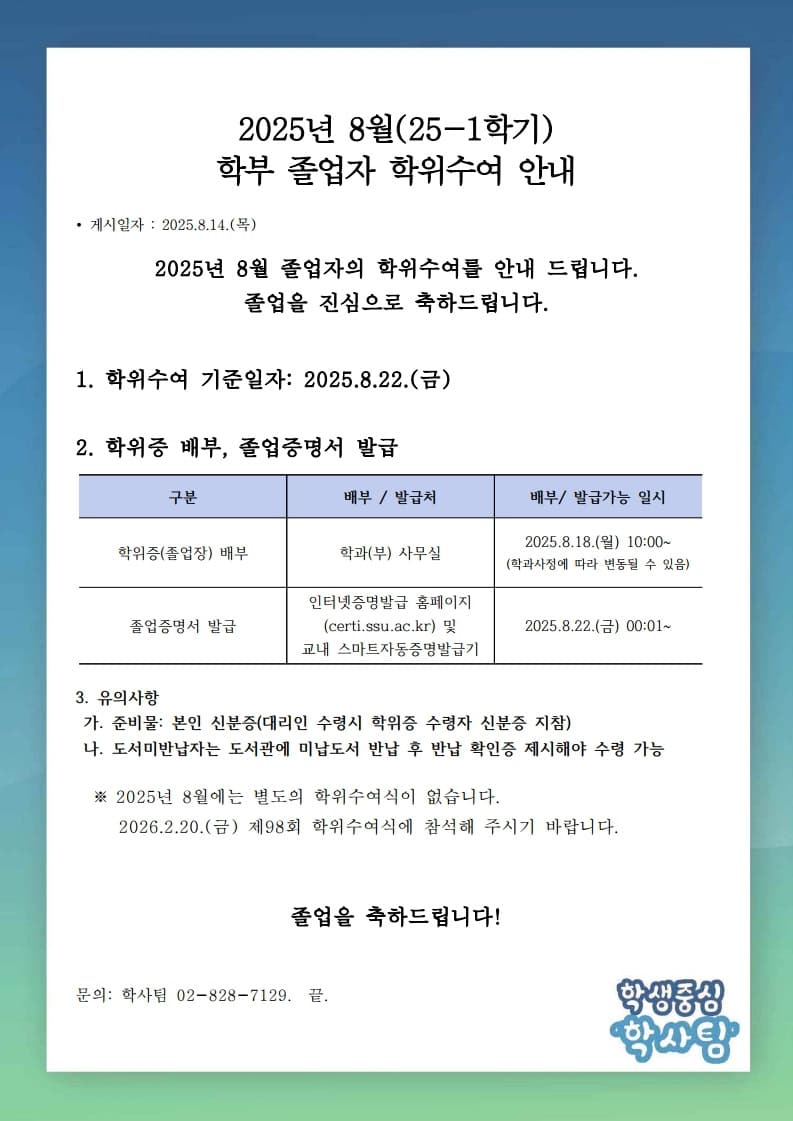 2025년 8월(25-1학기)
학부 졸업자 학위수여 안내
• 게시일자 : 2025.8.14.(목)
2025년 8월 졸업자의 학위수여를 안내 드립니다.
졸업을 진심으로 축하드립니다.
1. 학위수여 기준일자: 2025.8.22.(금)
2. 학위증 배부, 졸업증명서 발급
구분 배부 / 발급처 배부/ 발급가능 일시
학위증(졸업장) 배부 학과(부) 사무실 2025.8.18.(월) 10:00~
(학과사정에 따라 변동될 수 있음)
졸업증명서 발급 인터넷증명발급 홈페이지
(certi.ssu.ac.kr) 및
교내 스마트자동증명발급기
2025.8.22.(금) 00:01~
3. 유의사항
가. 준비물: 본인 신분증(대리인 수령시 학위증 수령자 신분증 지참)
나. 도서미반납자는 도서관에 미납도서 반납 후 반납 확인증 제시해야 수령 가능
※ 2025년 8월에는 별도의 학위수여식이 없습니다.
2026.2.20.(금) 제98회 학위수여식에 참석해 주시기 바랍니다.
졸업을 축하드립니다!
문의: 학사팀 02-828-7129. 끝.
학생중심
학사팀